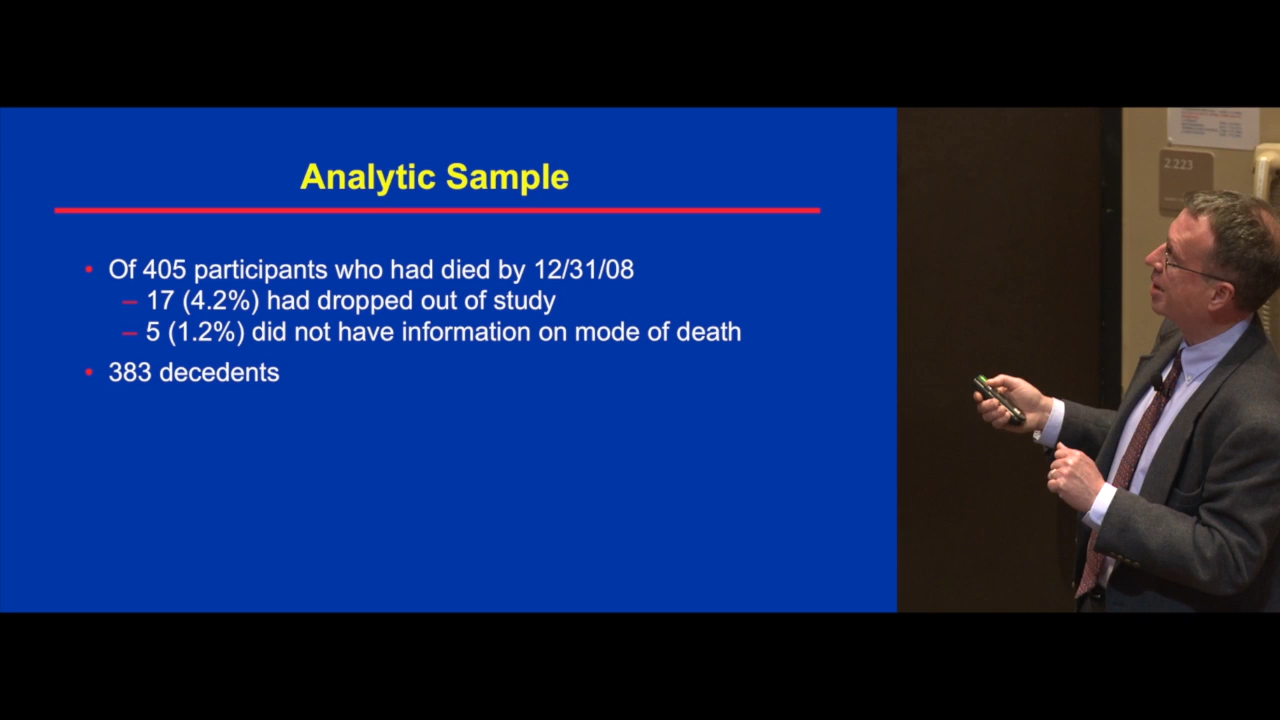 Analytic Sample
• Of 405 participants who had died by 12/31/08
– 17 (4.2%) had dropped out of study
– 5 (1.2%) did not have information on mode of death
• 383 decedents
2.223